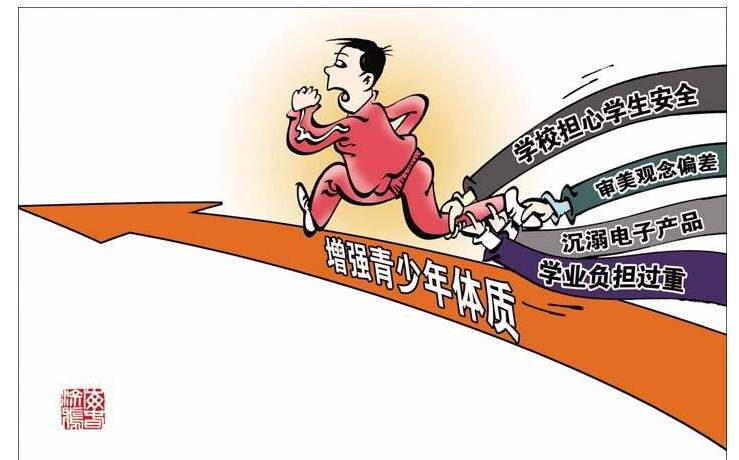 学校担心学生安全
审美观念偏差
沉溺电子产品
学业负担过重
增强青少年体质